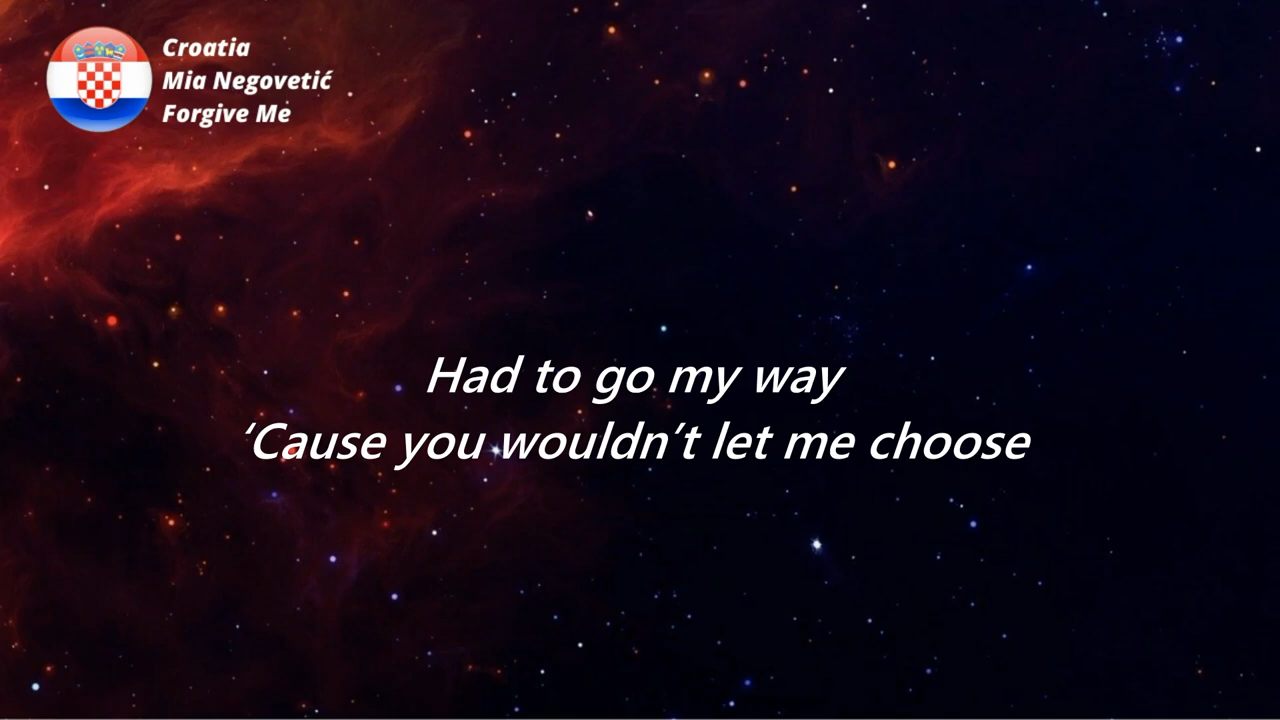 Croatia
Mia Negovetić
Forgive Me
Had to go my way
‘Cause you wouldn’t let me choose